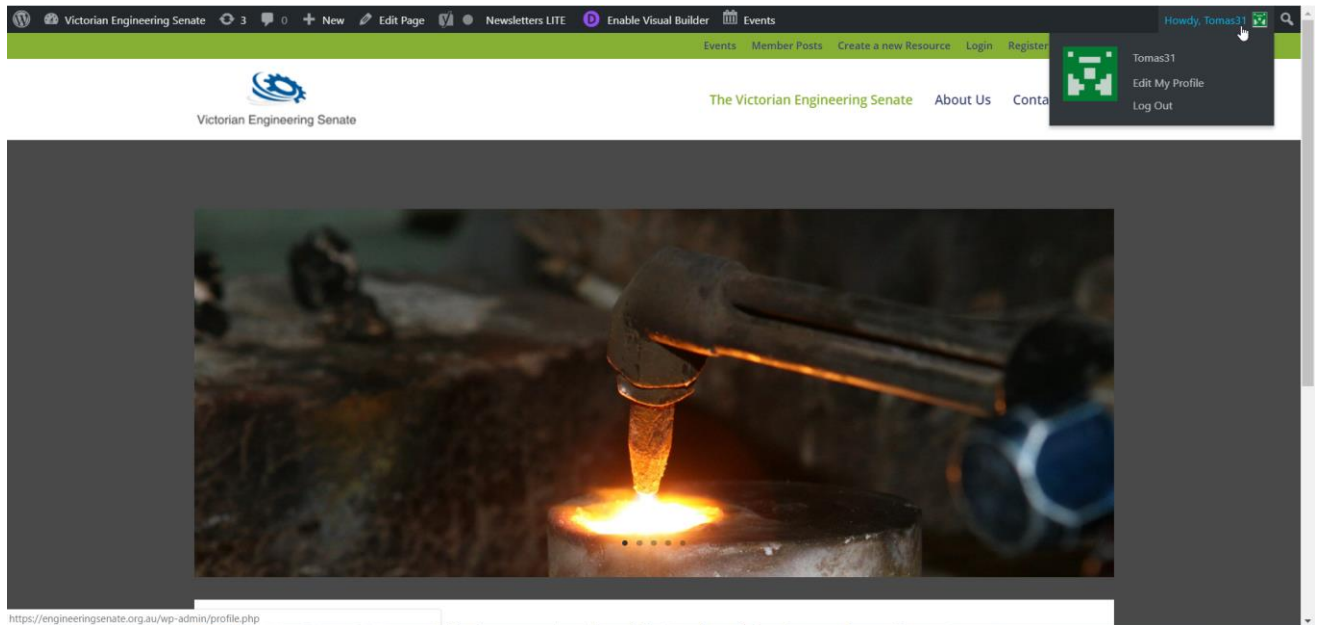 Victorian Engineering Senate 3 0 + New Edit Page Newsletters LITE D Enable Visual Builder Events Howdy, Tomas31
Events Member Posts Create a new Resource Login Register
Tomas31
Edit My Profile
Log Out
Victorian Engineering Senate
The Victorian Engineering Senate About Us Conta
https://engineeringsenate.org.au/wp-admin/profile.php